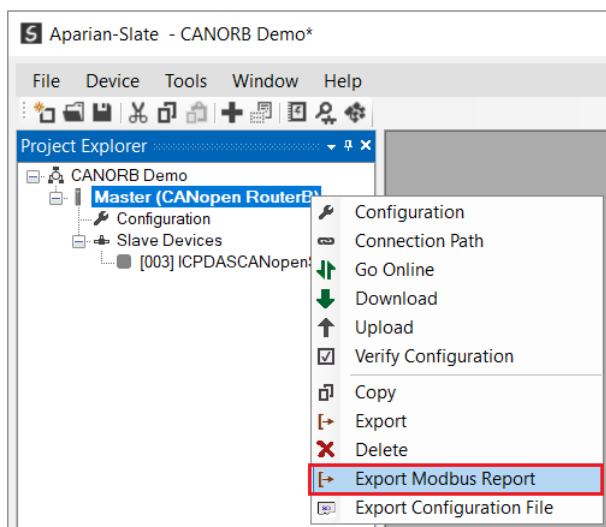 Aparian-Slate - CANORB Demo*
File Device Tools Window Help
Project Explorer
CANORB Demo
Master (CANopen RouterB)
Configuration
Slave Devices
[003] ICPDASCANopen
Configuration
Connection Path
Go Online
Download
Upload
Verify Configuration
Copy
Export
Delete
Export Modbus Report
Export Configuration File